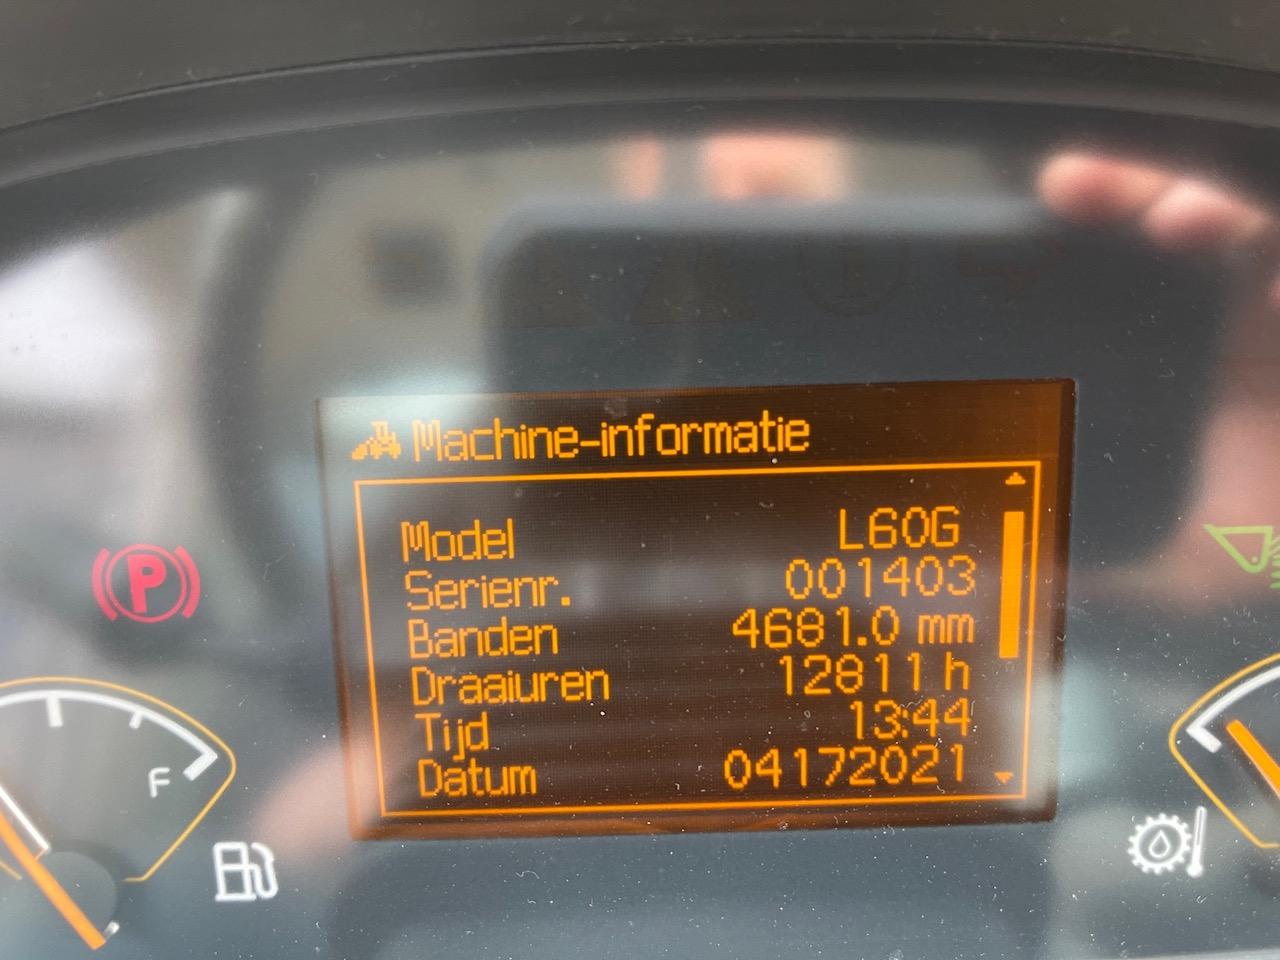 Machine-informatie
Model L60G
Serienr. 001403
Banden 4681.0 mm
Draaiuren 12811 h
Tijd 13:44
Datum 04172021
P
F